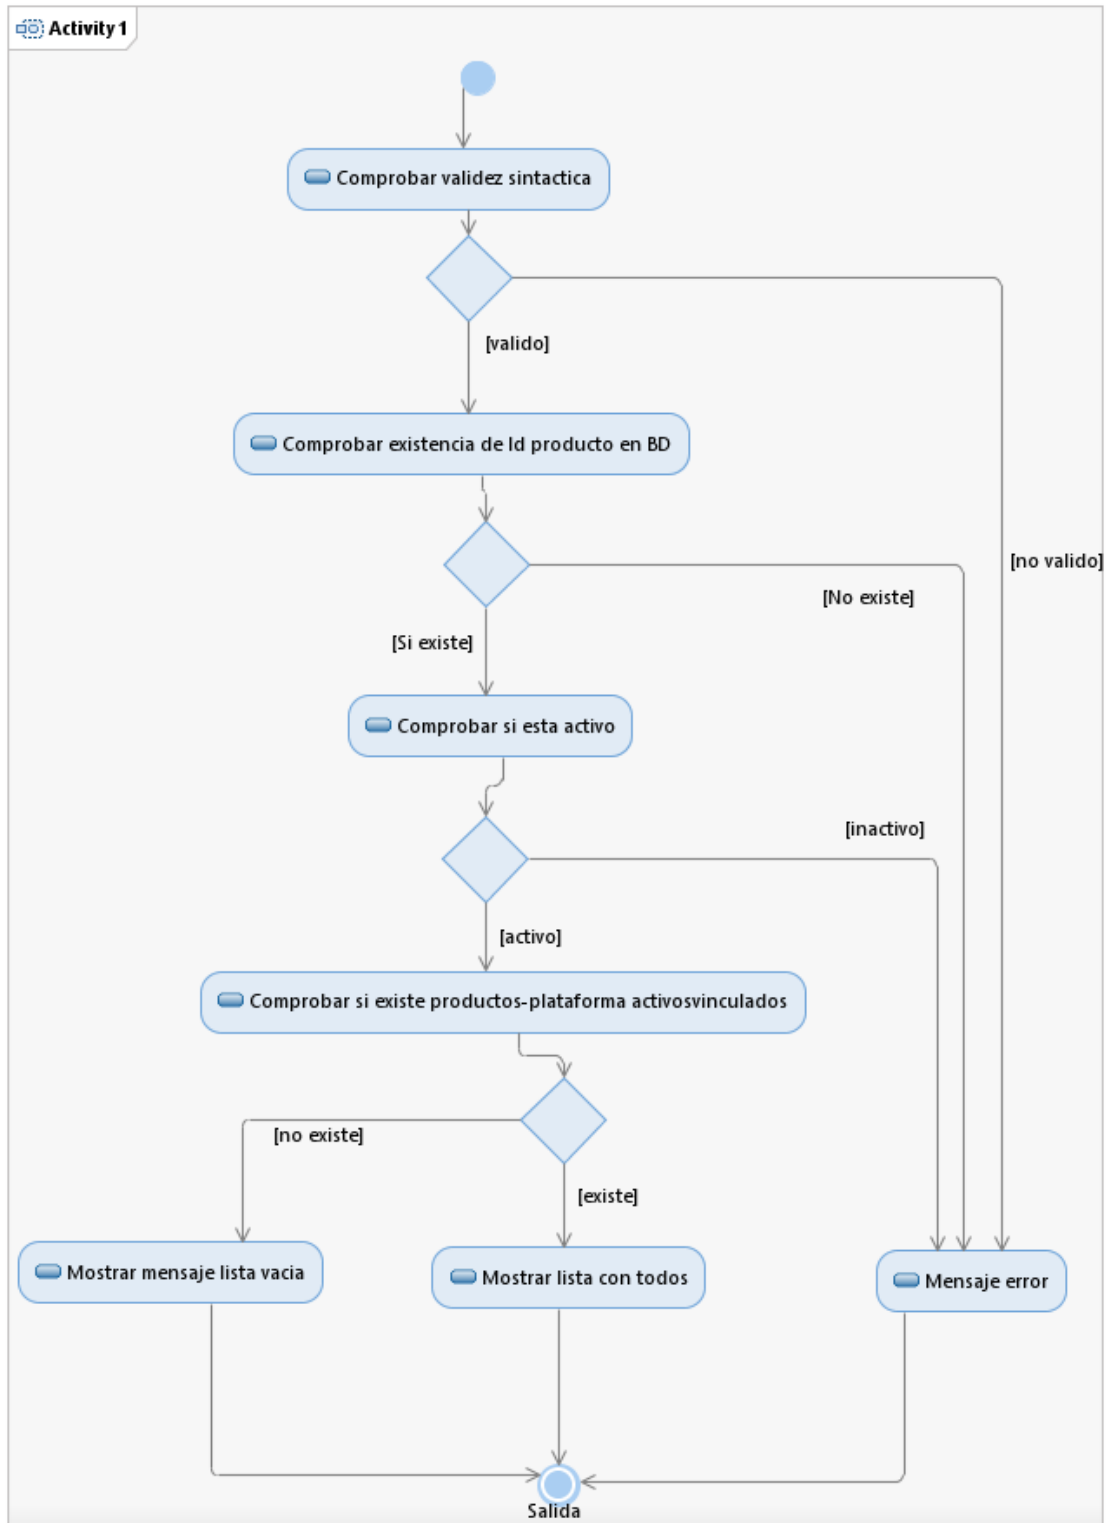 Activity 1
Comprobar validez sintactica
[valido]
Comprobar existencia de Id producto en BD
[no valido]
[No existe]
[Si existe]
Comprobar si esta activo
[inactivo]
[activo]
Comprobar si existe productos-plataforma activosvinculados
[no existe]
[existe]
Mostrar mensaje lista vacia
Mostrar lista con todos
Mensaje error
Salida